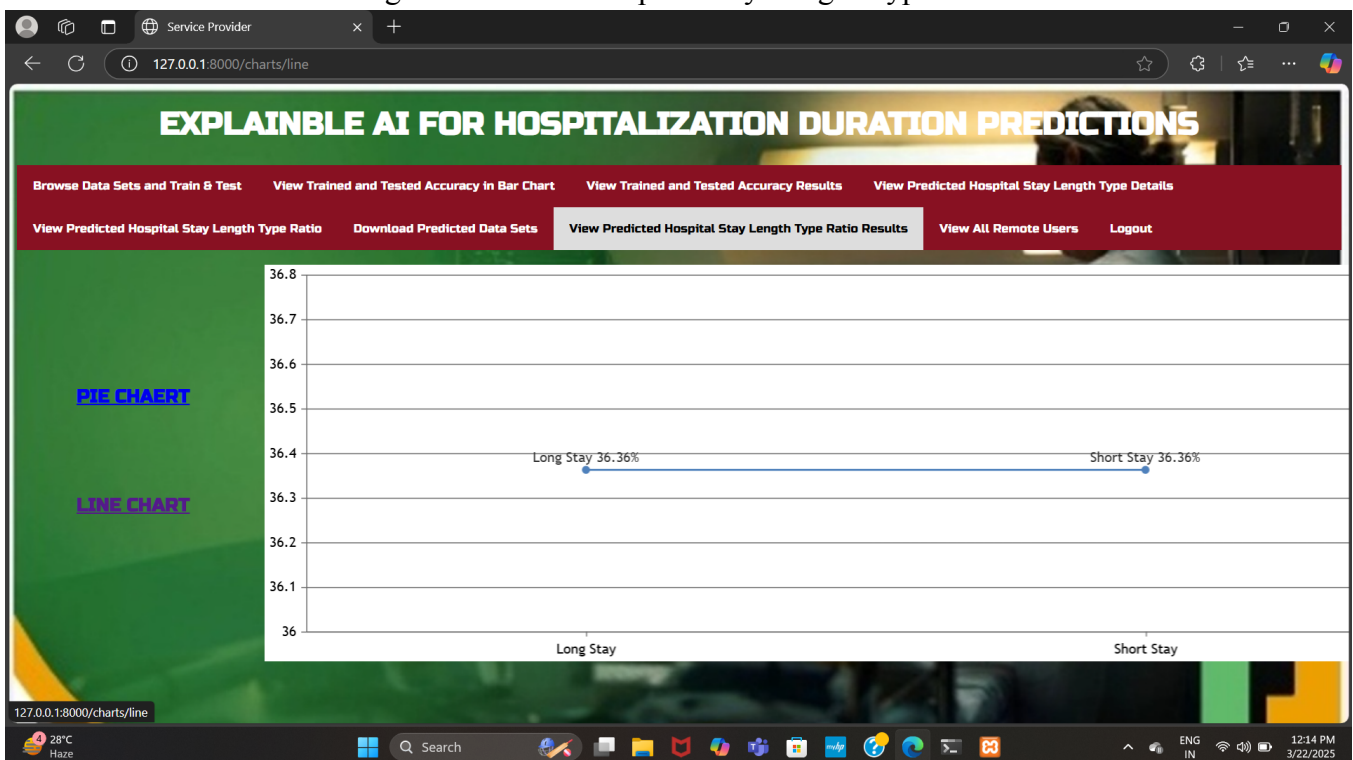 Service Provider
127.0.0.1:8000/charts/line
EXPLAINBLE AI FOR HOSPITALIZATION DURATION PREDICTIONS
Browse Data Sets and Train & Test View Trained and Tested Accuracy in Bar Chart View Trained and Tested Accuracy Results View Predicted Hospital Stay Length Type Details
View Predicted Hospital Stay Length Type Ratio Download Predicted Data Sets View Predicted Hospital Stay Length Type Ratio Results View All Remote Users Logout
36.8
36.7
36.6
PIE CHAERT
36.5
36.4
Long Stay 36.36% Short Stay 36.36%
LINE CHART
36.3
36.2
36.1
36
Long Stay Short Stay
127.0.0.1:8000/charts/line
4 28°C
Haze
Search
myhp
ENG
IN
12:14 PM
3/22/2025